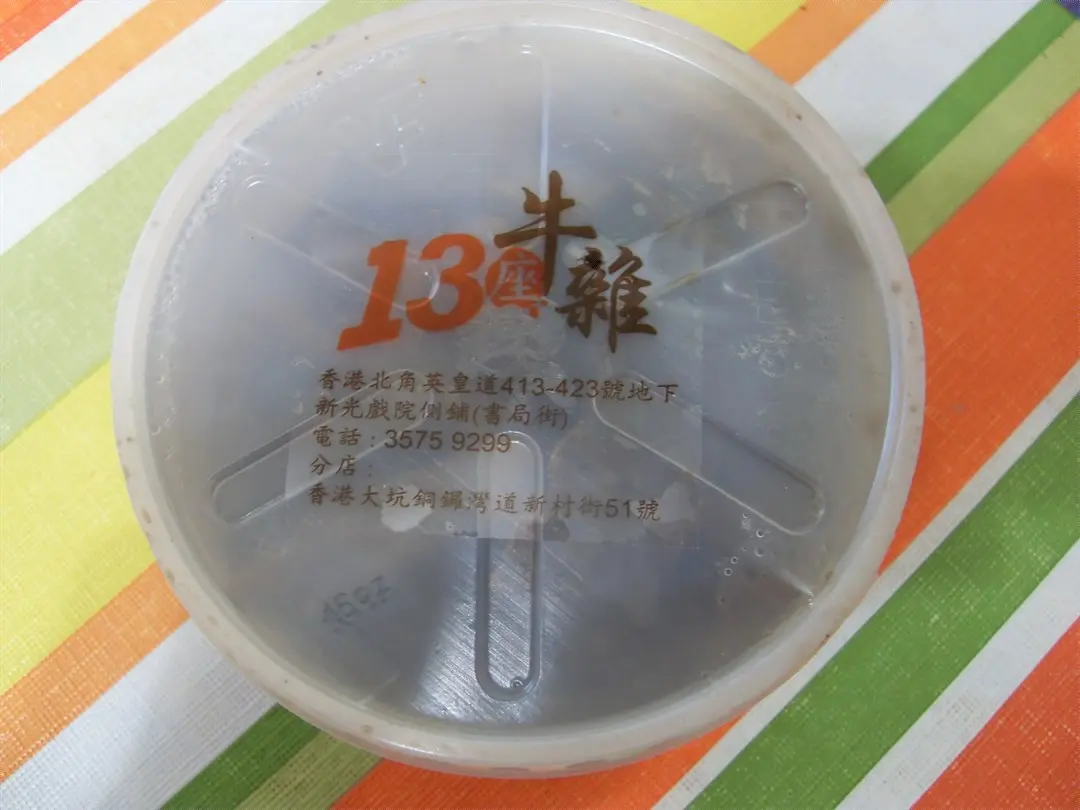 13座牛雜
香港北角英皇道413-423號地下
新光戲院側鋪(書局街)
電話：3575 9299
分店：
香港大坑銅鑼灣道新村街51號